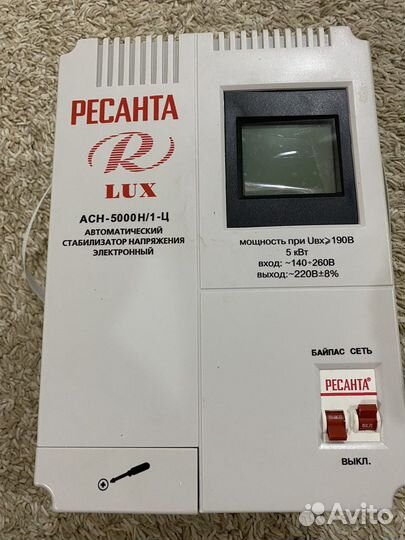 РЕСАНТА
R
LUX
АСН-5000Н/1-Ц
АВТОМАТИЧЕСКИЙ
СТАБИЛИЗАТОР НАПРЯЖЕНИЯ
ЭЛЕКТРОННЫЙ
мощность при Uвх⩾190В
5 кВт
вход: ~140÷260В
выход:~220В±8%
БАЙПАС СЕТЬ
РЕСАНТА®
ВЫКЛ.
Avito